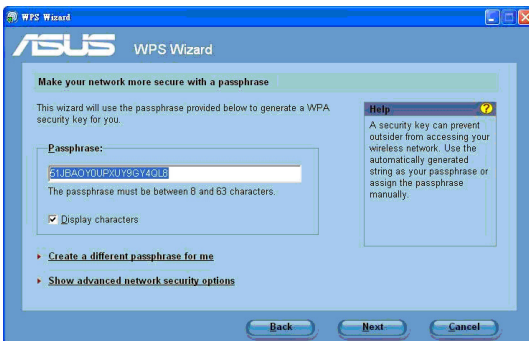 WPS Wizard
ASUS WPS Wizard
Make your network more secure with a passphrase
This wizard will use the passphrase provided below to generate a WPA
security key for you.
Passphrase:
61JBAOY0UPXUY9GY4QL8
The passphrase must be between 8 and 63 characters.
Display characters
Create a different passphrase for me
Show advanced network security options
Help
A security key can prevent
outsider from accessing your
wireless network. Use the
automatically generated
string as your passphrase or
assign the passphrase
manually.
Back Next Cancel